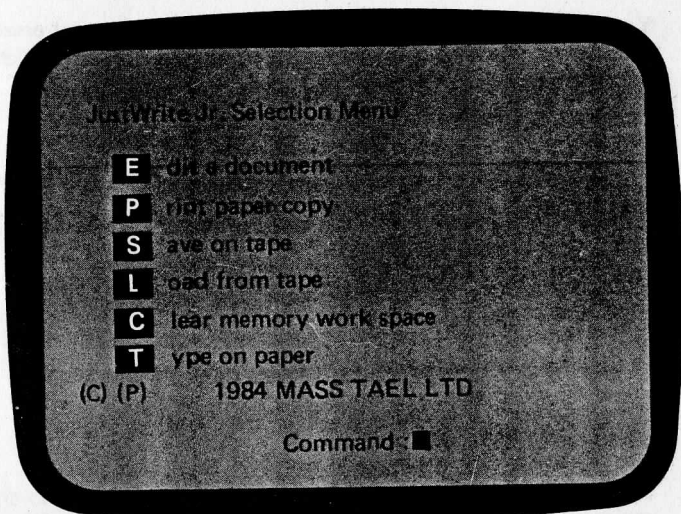 JustWrite Jr. Selection Menu
E dit a document
P rint paper copy
S ave on tape
L oad from tape
C lear memory work space
T ype on paper
(C) (P) 1984 MASS TAEL LTD
Command :